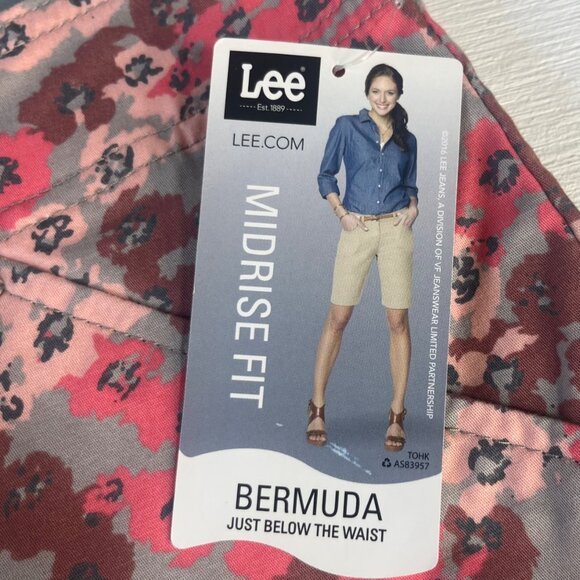 Lee
Est. 1889
LEE.COM
MIDRISE FIT
©2016 LEE JEANS, A DIVISION OF VF JEANSWEAR LIMITED PARTNERSHIP
TOHK
AS83957
BERMUDA
JUST BELOW THE WAIST